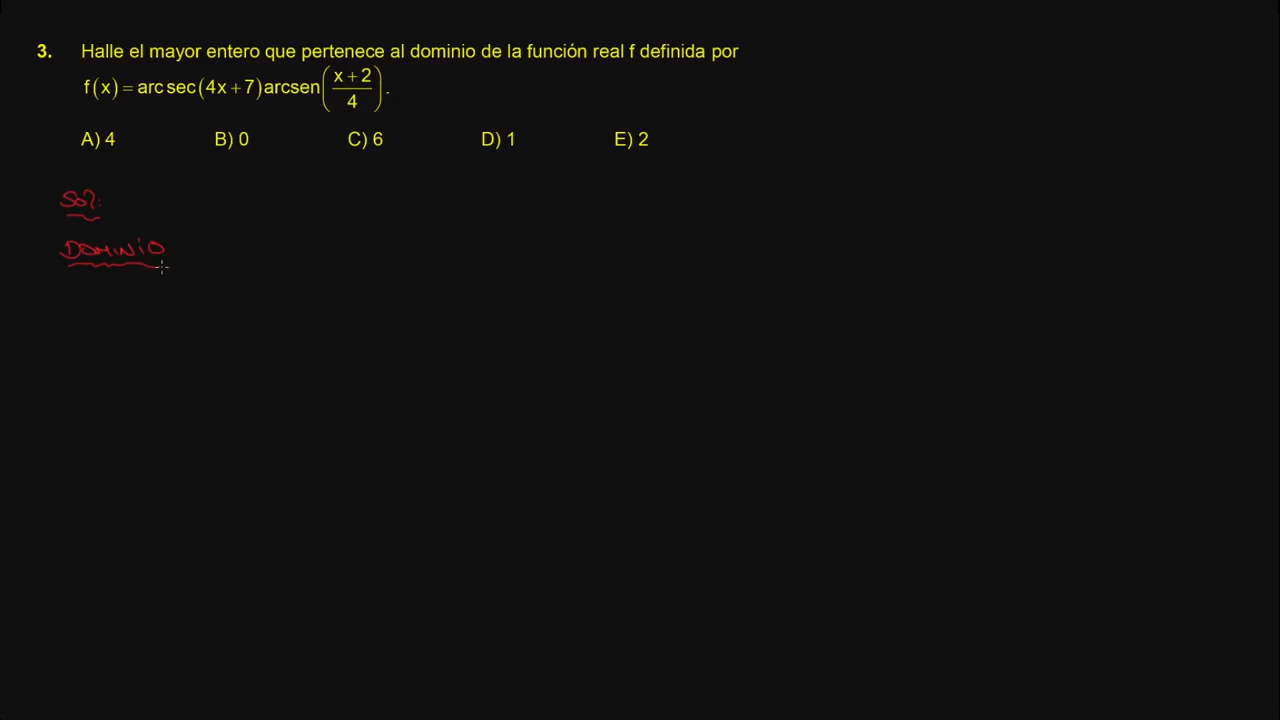 3. Halle el mayor entero que pertenece al dominio de la función real f definida por
f(x) = arc sec(4x + 7) arcsen((x + 2)/4).
A) 4 B) 0 C) 6 D) 1 E) 2
Sol:
DOMINIO